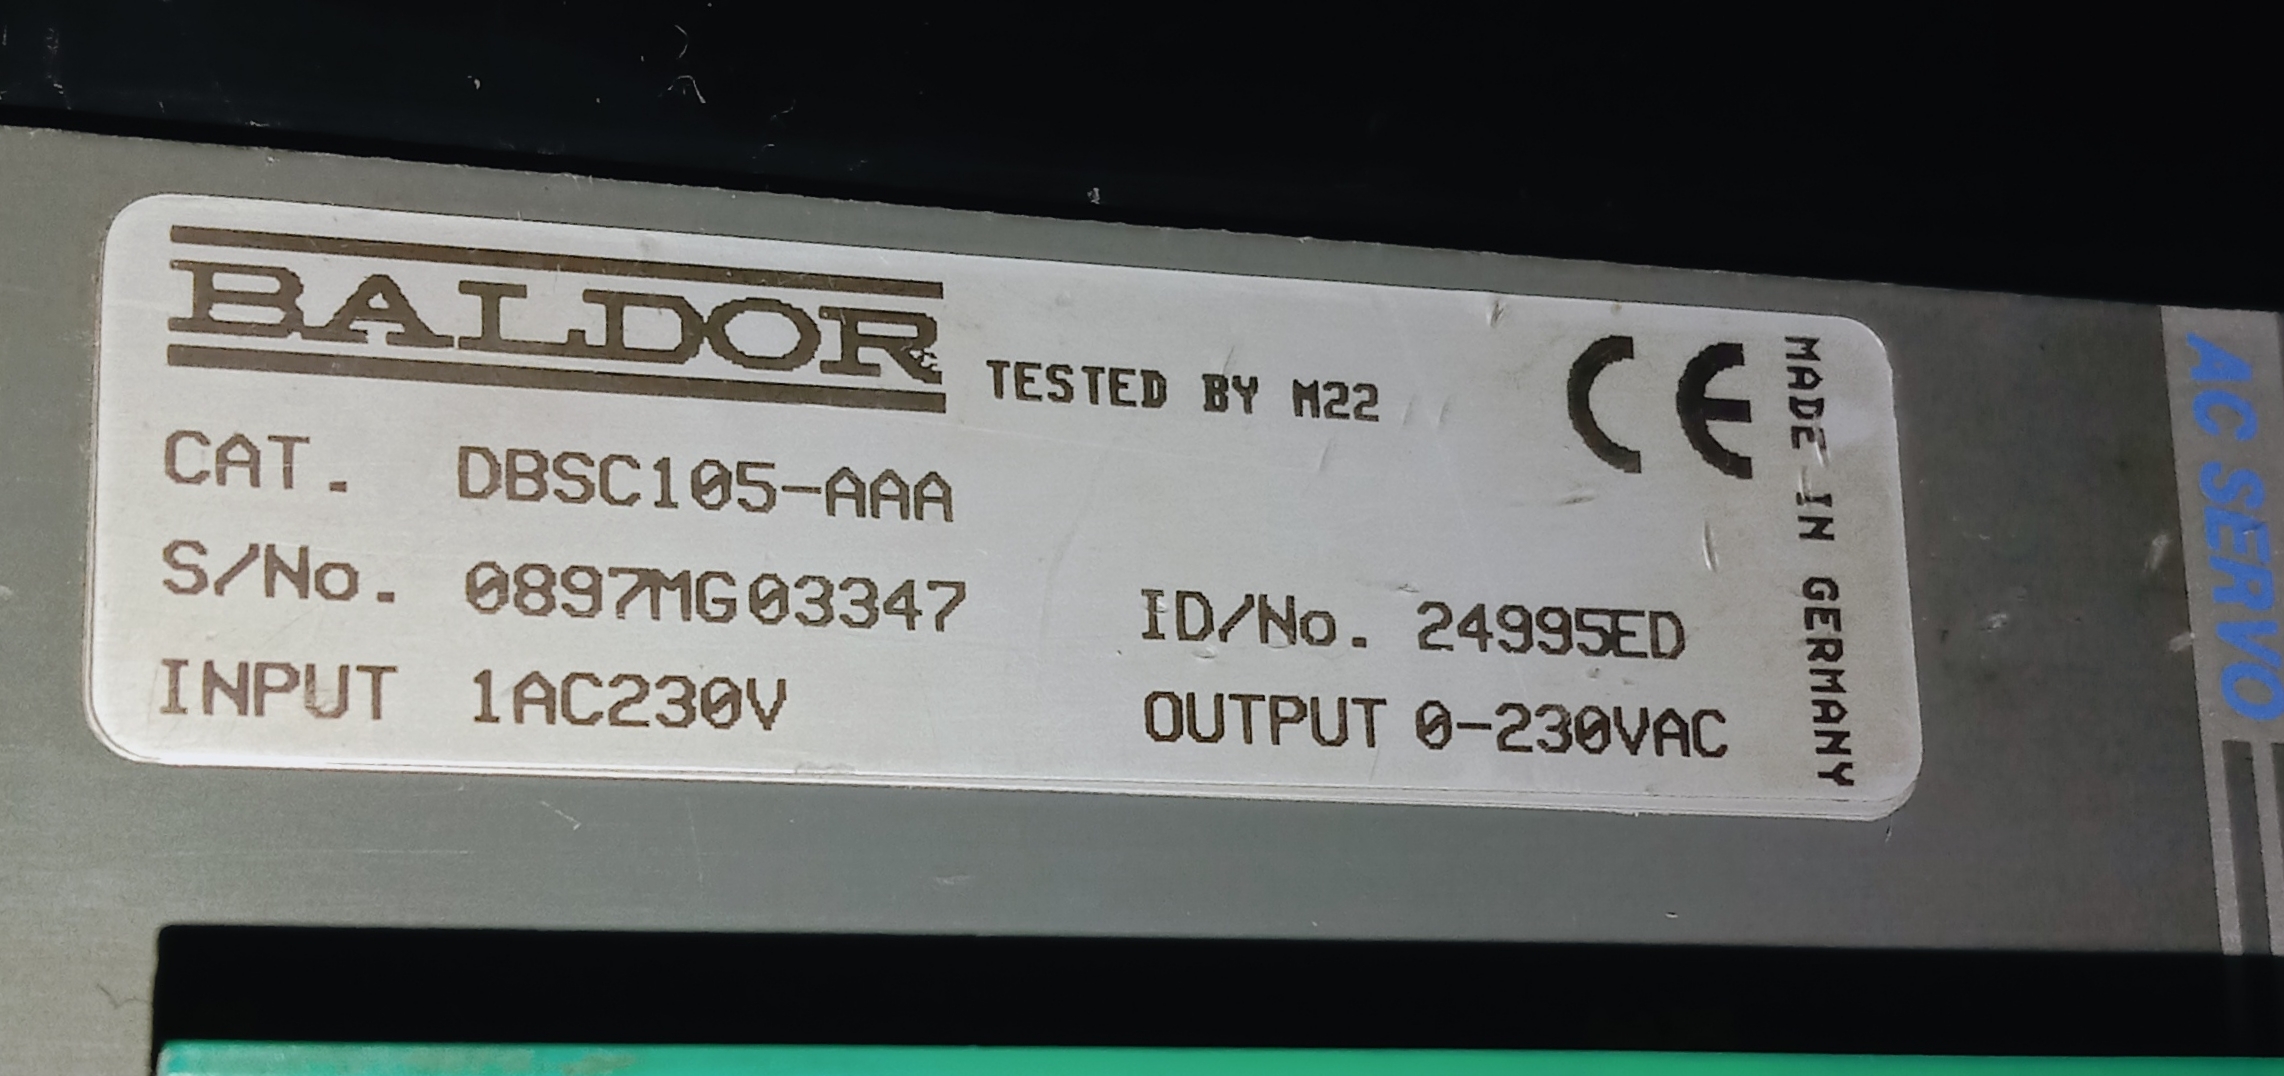 BALDOR TESTED BY M22
CE
CAT. DBSC105-AAA
S/No. 0897MG03347 ID/No. 24995ED
INPUT 1AC230V OUTPUT 0-230VAC
MADE IN GERMANY
AC SERVO